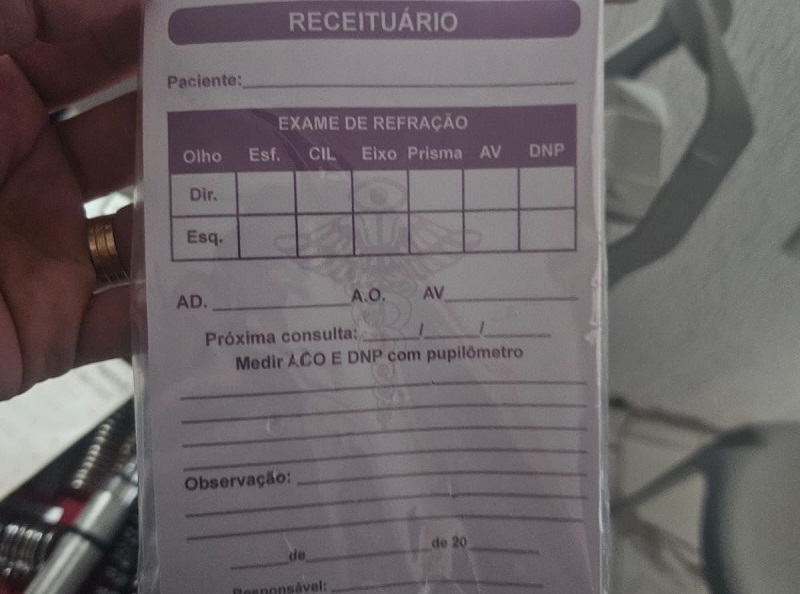 RECEITUÁRIO
Paciente:
EXAME DE REFRAÇÃO
Olho Esf. CIL Eixo Prisma AV DNP
Dir.
Esq.
AD. A.O. AV
Próxima consulta: / /
Medir ACO E DNP com pupilômetro
Observação:
de de 20
Responsável: